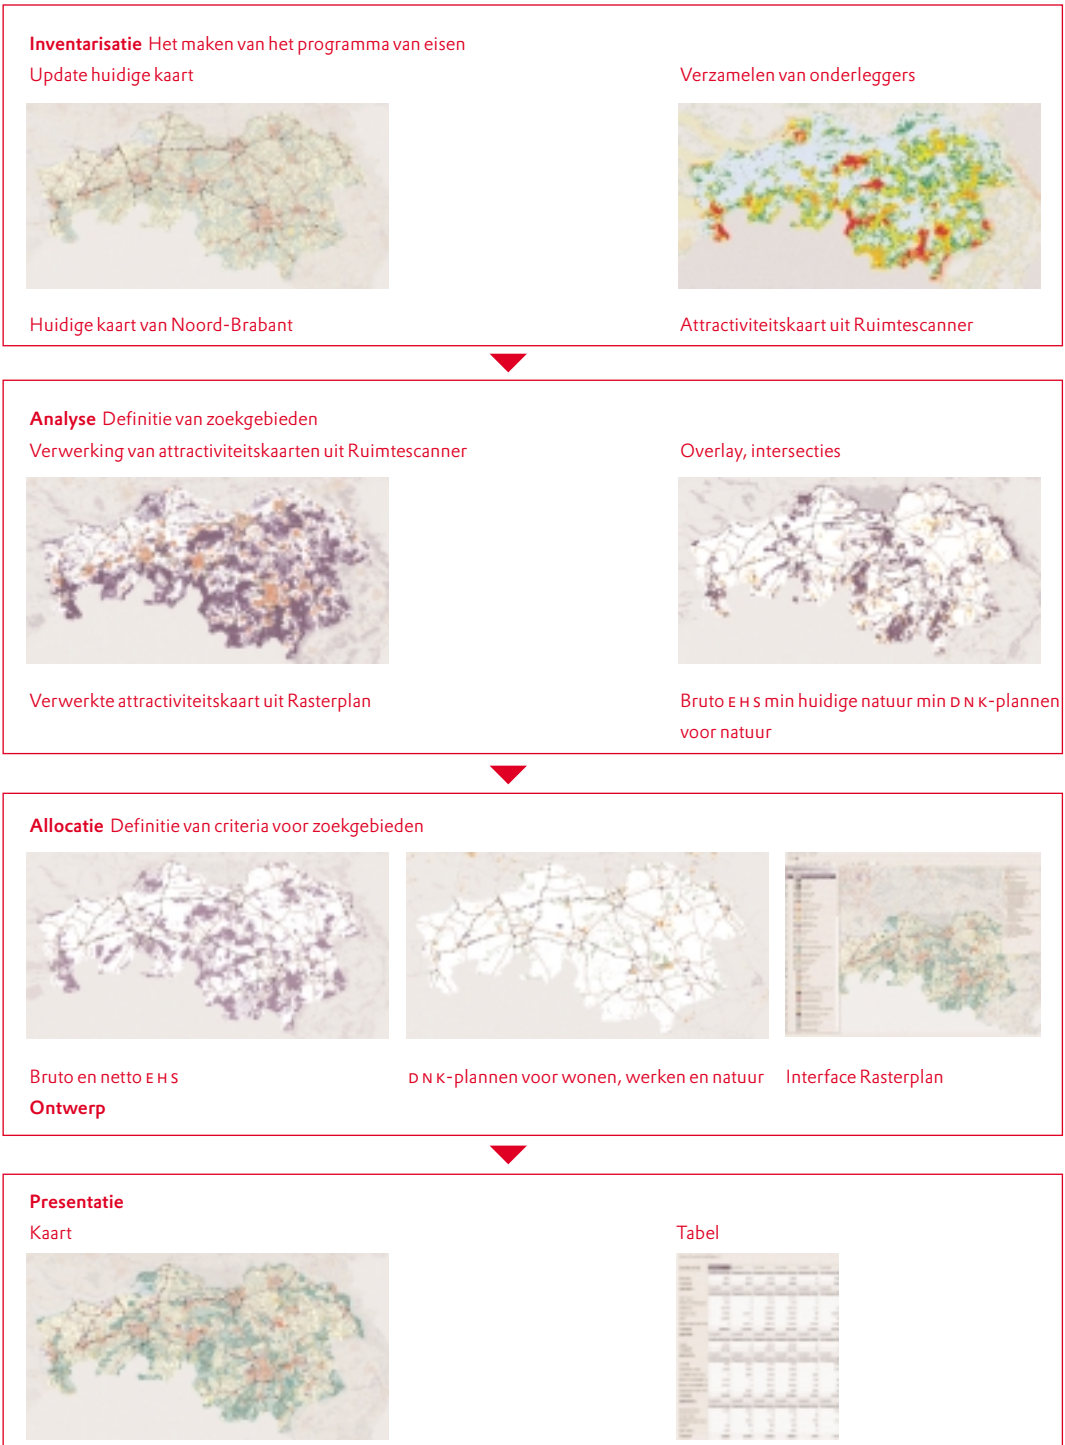 Inventarisatie Het maken van het programma van eisen
Update huidige kaart
Verzamelen van onderleggers
Huidige kaart van Noord-Brabant
Attractiviteitskaart uit Ruimtescanner
Analyse Definitie van zoekgebieden
Verwerking van attractiviteitskaarten uit Ruimtescanner
Overlay, intersecties
Verwerkte attractiviteitskaart uit Rasterplan
Bruto EHS min huidige natuur min DNK-plannen
voor natuur
Allocatie Definitie van criteria voor zoekgebieden
Bruto en netto EHS
DNK-plannen voor wonen, werken en natuur
Interface Rasterplan
Ontwerp
Presentatie
Kaart
Tabel